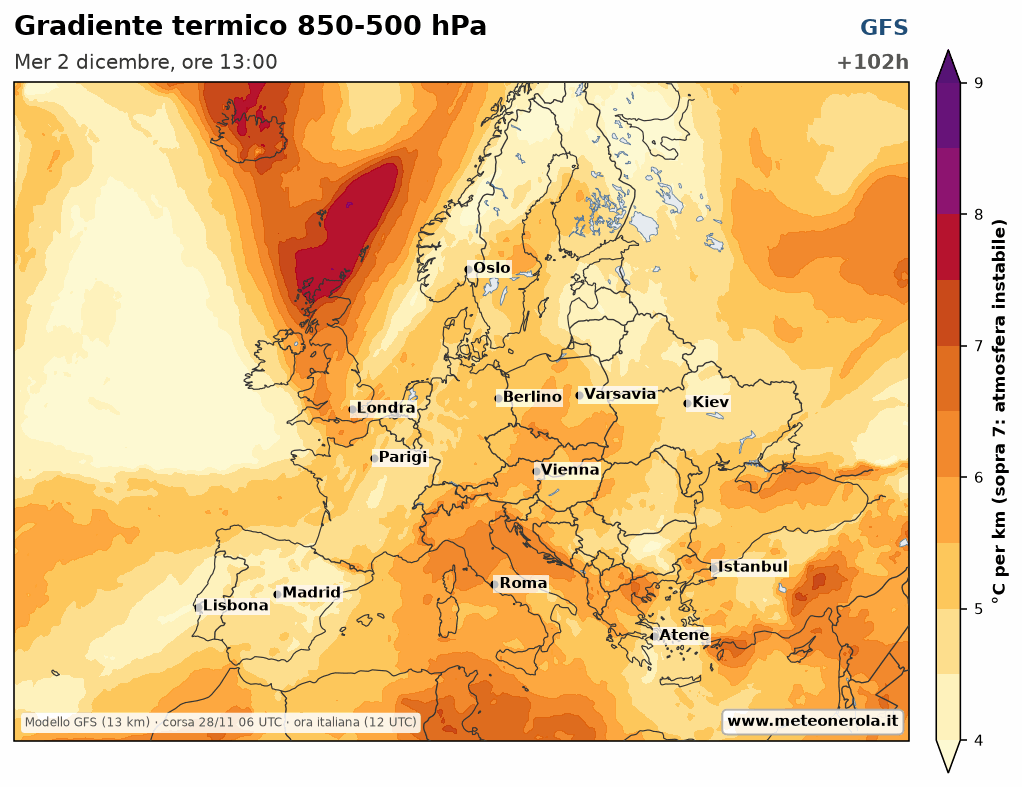 Gradiente termico 850-500 hPa
GFS
Mer 2 dicembre, ore 13:00
+102h
9
8
7
6
5
4
°C per km (sopra 7: atmosfera instabile)
Oslo
Berlino
Varsavia
Kiev
Londra
Parigi
Vienna
Istanbul
Roma
Madrid
Lisbona
Atene
Modello GFS (13 km) · corsa 28/11 06 UTC · ora italiana (12 UTC)
www.meteonerola.it